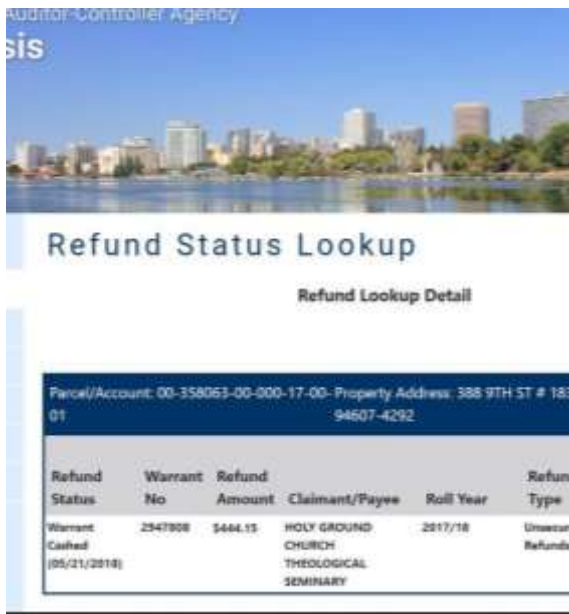 Auditor-Controller Agency
sis
Refund Status Lookup
Refund Lookup Detail
Parcel/Account: 00-358063-00-000-17-00- Property Address: 388 9TH ST # 183
01 94607-4292
Refund Warrant Refund Refun
Status No Amount Claimant/Payee Roll Year Type
Warrant 2947808 $444.15 HOLY GROUND 2017/18 Unsecur
Cashed CHURCH Refunds
(05/21/2018) THEOLOGICAL
SEMINARY